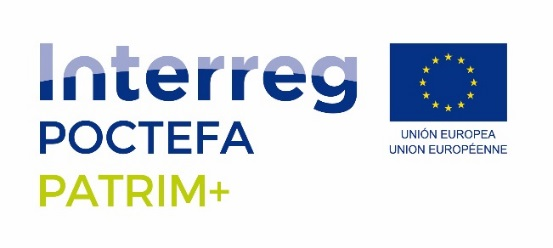 Interreg
POCTEFA
PATRIM+
UNIÓN EUROPEA
UNION EUROPÉENNE